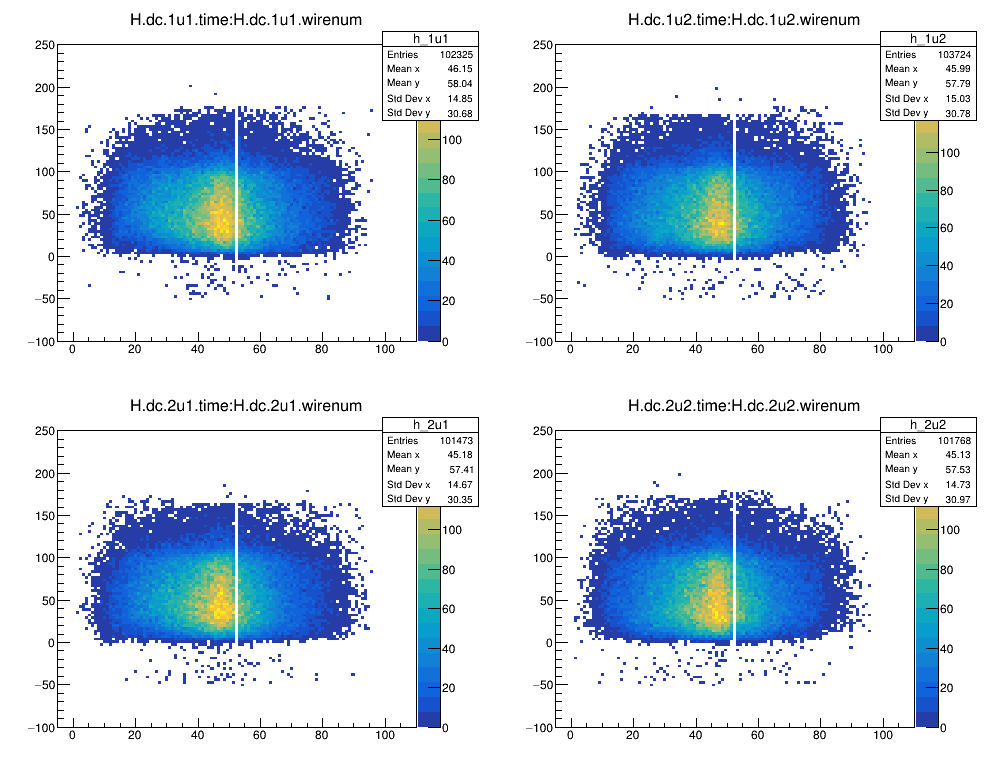 H.dc.1u1.time:H.dc.1u1.wirenum
h_1u1
Entries 102325
Mean x 46.15
Mean y 58.04
Std Dev x 14.85
Std Dev y 30.68
250
200
150
100
50
0
−50
−100
0 20 40 60 80 100
100
80
60
40
20
0
H.dc.1u2.time:H.dc.1u2.wirenum
h_1u2
Entries 103724
Mean x 45.99
Mean y 57.79
Std Dev x 15.03
Std Dev y 30.78
250
200
150
100
50
0
−50
−100
0 20 40 60 80 100
100
80
60
40
20
0
H.dc.2u1.time:H.dc.2u1.wirenum
h_2u1
Entries 101473
Mean x 45.18
Mean y 57.41
Std Dev x 14.67
Std Dev y 30.35
250
200
150
100
50
0
−50
−100
0 20 40 60 80 100
100
80
60
40
20
0
H.dc.2u2.time:H.dc.2u2.wirenum
h_2u2
Entries 101768
Mean x 45.13
Mean y 57.53
Std Dev x 14.73
Std Dev y 30.97
250
200
150
100
50
0
−50
−100
0 20 40 60 80 100
100
80
60
40
20
0